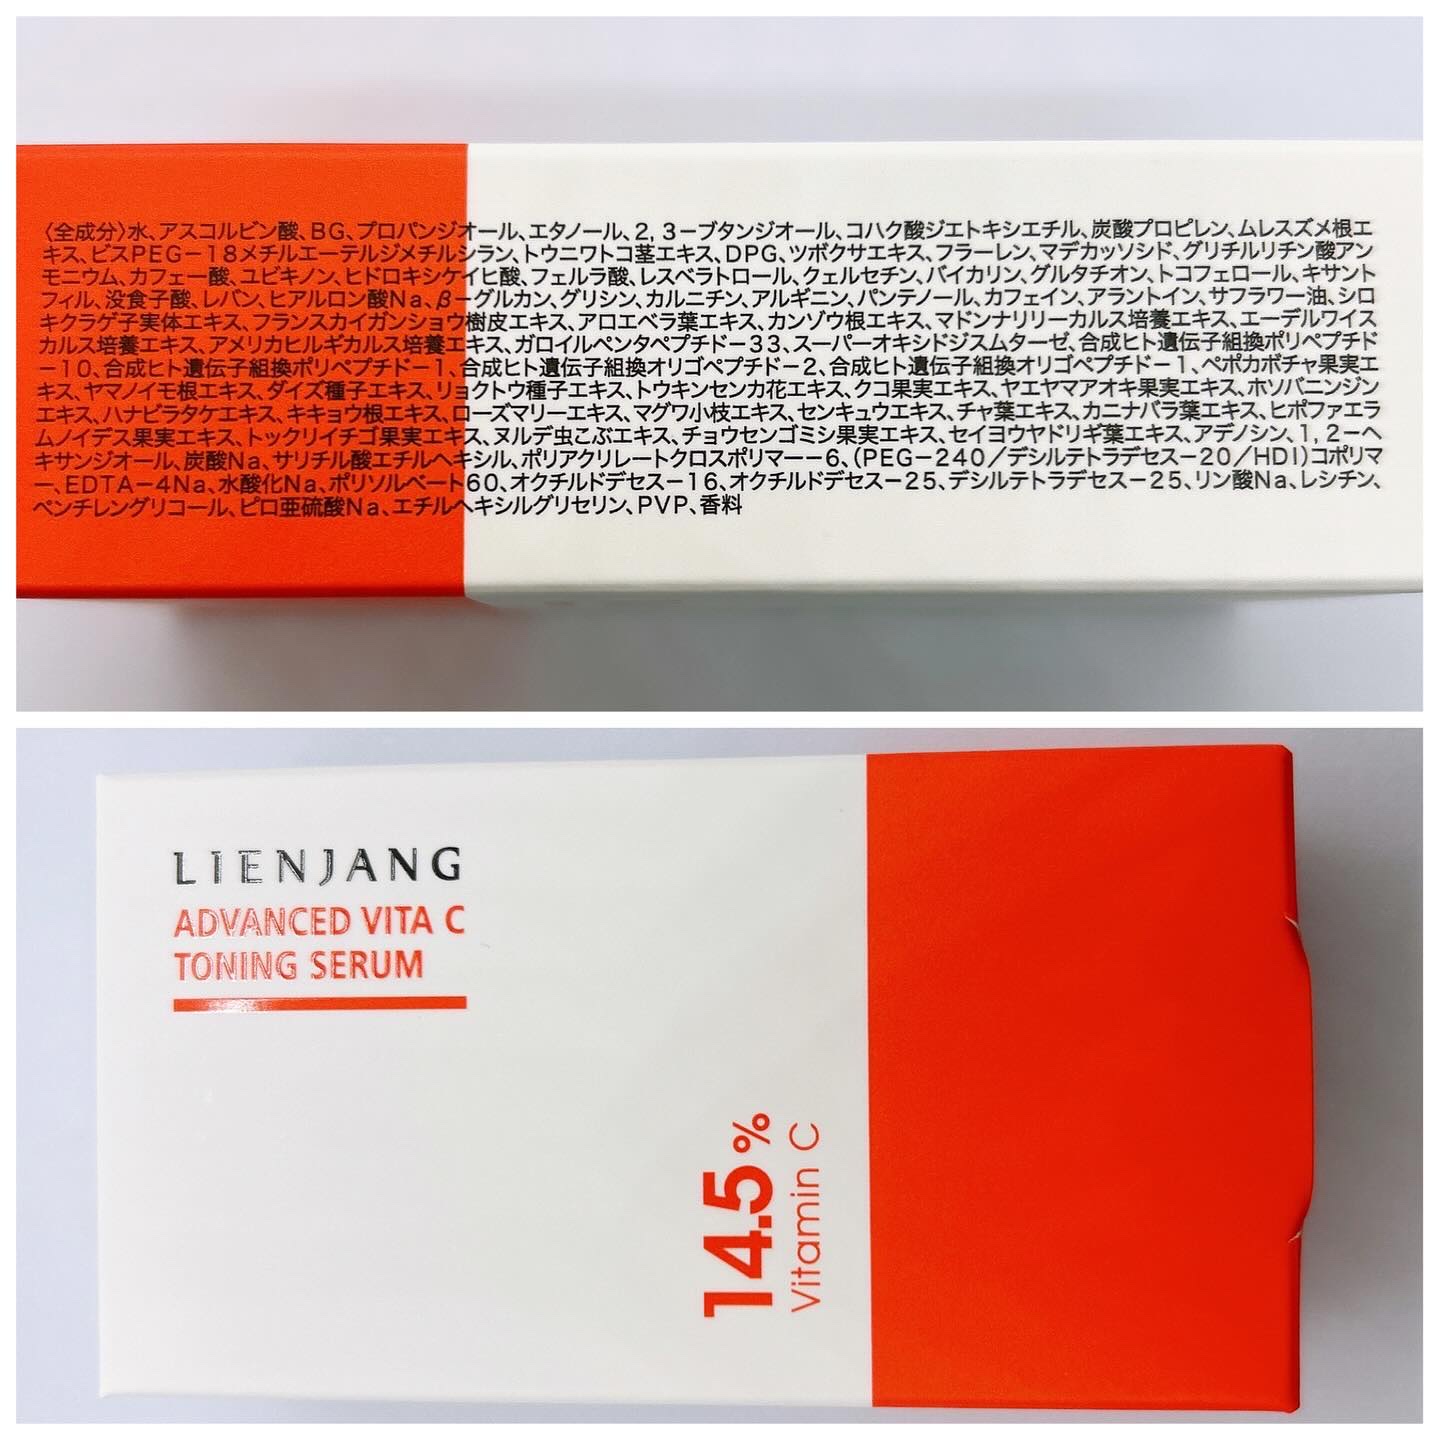 〈全成分〉水、アスコルビン酸、BG、プロパンジオール、エタノール、2,3－ブタンジオール、コハク酸ジエトキシエチル、炭酸プロピレン、ムレスズメ根エ
キス、ビスPEG－18メチルエーテルジメチルシラン、トウニワトコ茎エキス、DPG、ツボクサエキス、フラーレン、マデカッソシド、グリチルリチン酸アン
モニウム、カフェー酸、ユビキノン、ヒドロキシケイヒ酸、フェルラ酸、レスベラトロール、クェルセチン、バイカリン、グルタチオン、トコフェロール、キサント
フィル、没食子酸、レバン、ヒアルロン酸Na、β－グルカン、グリシン、カルニチン、アルギニン、パンテノール、カフェイン、アラントイン、サフラワー油、シロ
キクラゲ子実体エキス、フランスカイガンショウ樹皮エキス、アロエベラ葉エキス、カンゾウ根エキス、マドンナリリーカルス培養エキス、エーデルワイス
カルス培養エキス、アメリカヒルギカルス培養エキス、ガロイルペンタペプチド－33、スーパーオキシドジスムターゼ、合成ヒト遺伝子組換ポリペプチド
－10、合成ヒト遺伝子組換ポリペプチド－1、合成ヒト遺伝子組換オリゴペプチド－2、合成ヒト遺伝子組換オリゴペプチド－1、ペポカボチャ果実エ
キス、ヤマノイモ根エキス、ダイズ種子エキス、リョクトウ種子エキス、トウキンセンカ花エキス、クコ果実エキス、ヤエヤマアオキ果実エキス、ホソバニンジン
エキス、ハナビラタケエキス、キキョウ根エキス、ローズマリーエキス、マグワ小枝エキス、センキュウエキス、チャ葉エキス、カニナバラ葉エキス、ヒポファエラ
ムノイデス果実エキス、トックリイチゴ果実エキス、ヌルデ虫こぶエキス、チョウセンゴミシ果実エキス、セイヨウヤドリギ葉エキス、アデノシン、1,2－ヘ
キサンジオール、炭酸Na、サリチル酸エチルヘキシル、ポリアクリレートクロスポリマー－6、(PEG－240／デシルテトラデセス－20／HDI)コポリマ
ー、EDTA－4Na、水酸化Na、ポリソルベート60、オクチルドデセス－16、オクチルドデセス－25、デシルテトラデセス－25、リン酸Na、レシチン、
ペンチレングリコール、ピロ亜硫酸Na、エチルヘキシルグリセリン、PVP、香料
LIENJANG
ADVANCED VITA C
TONING SERUM
14.5%
Vitamin C